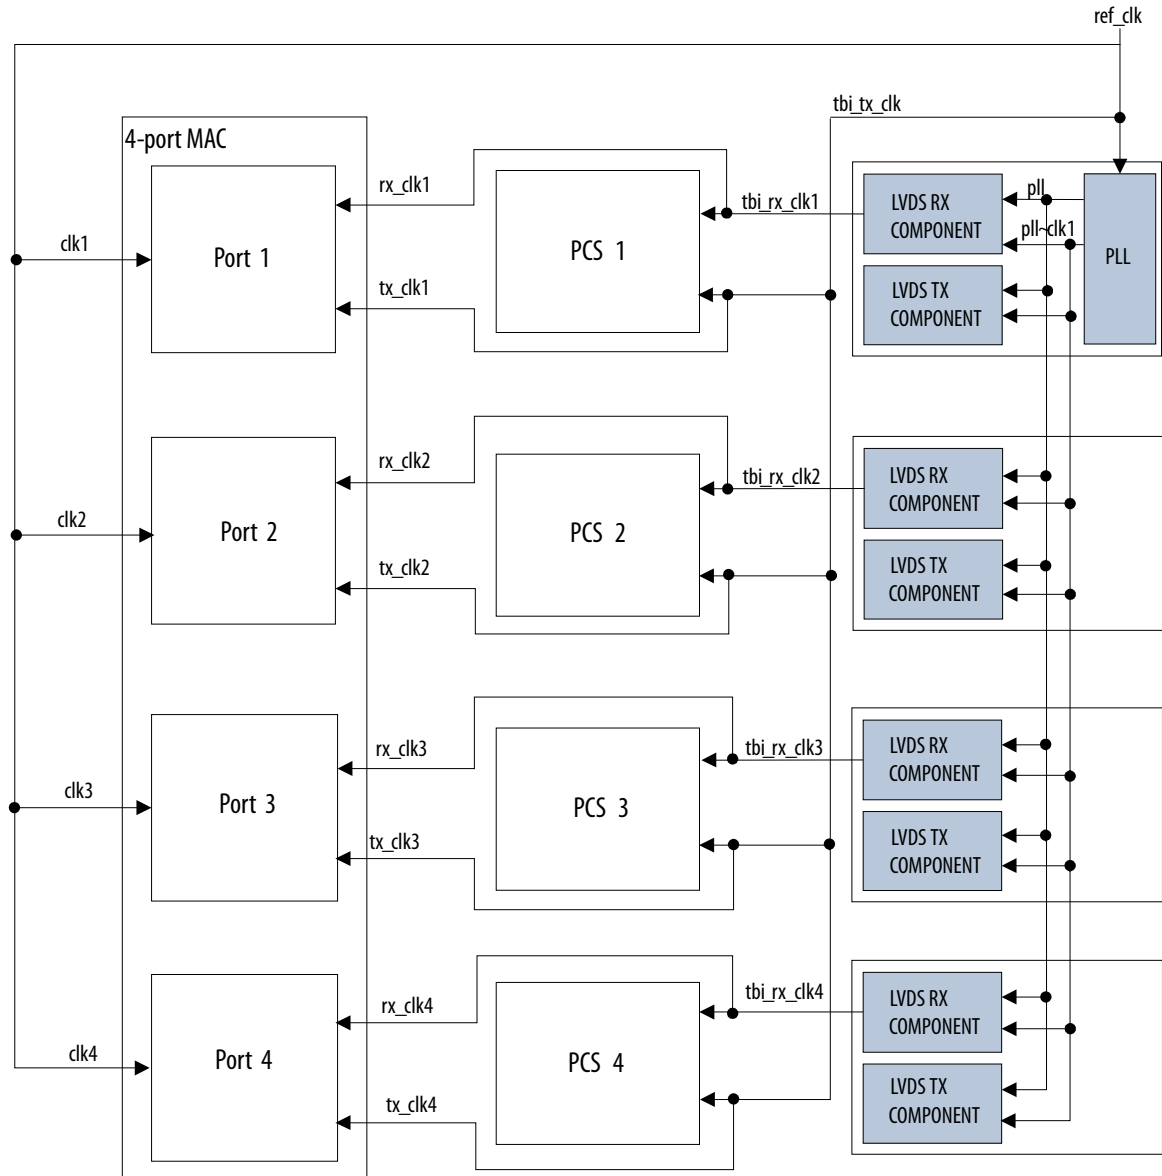 ref_clk
tbi_tx_clk
4-port MAC
rx_clk1
tbi_rx_clk1
LVDS RX
COMPONENT
pll
pll~clk1
PLL
clk1
Port 1
PCS 1
tx_clk1
LVDS TX
COMPONENT
rx_clk2
tbi_rx_clk2
LVDS RX
COMPONENT
clk2
Port 2
PCS 2
tx_clk2
LVDS TX
COMPONENT
rx_clk3
tbi_rx_clk3
LVDS RX
COMPONENT
clk3
Port 3
PCS 3
tx_clk3
LVDS TX
COMPONENT
rx_clk4
tbi_rx_clk4
LVDS RX
COMPONENT
clk4
Port 4
PCS 4
tx_clk4
LVDS TX
COMPONENT